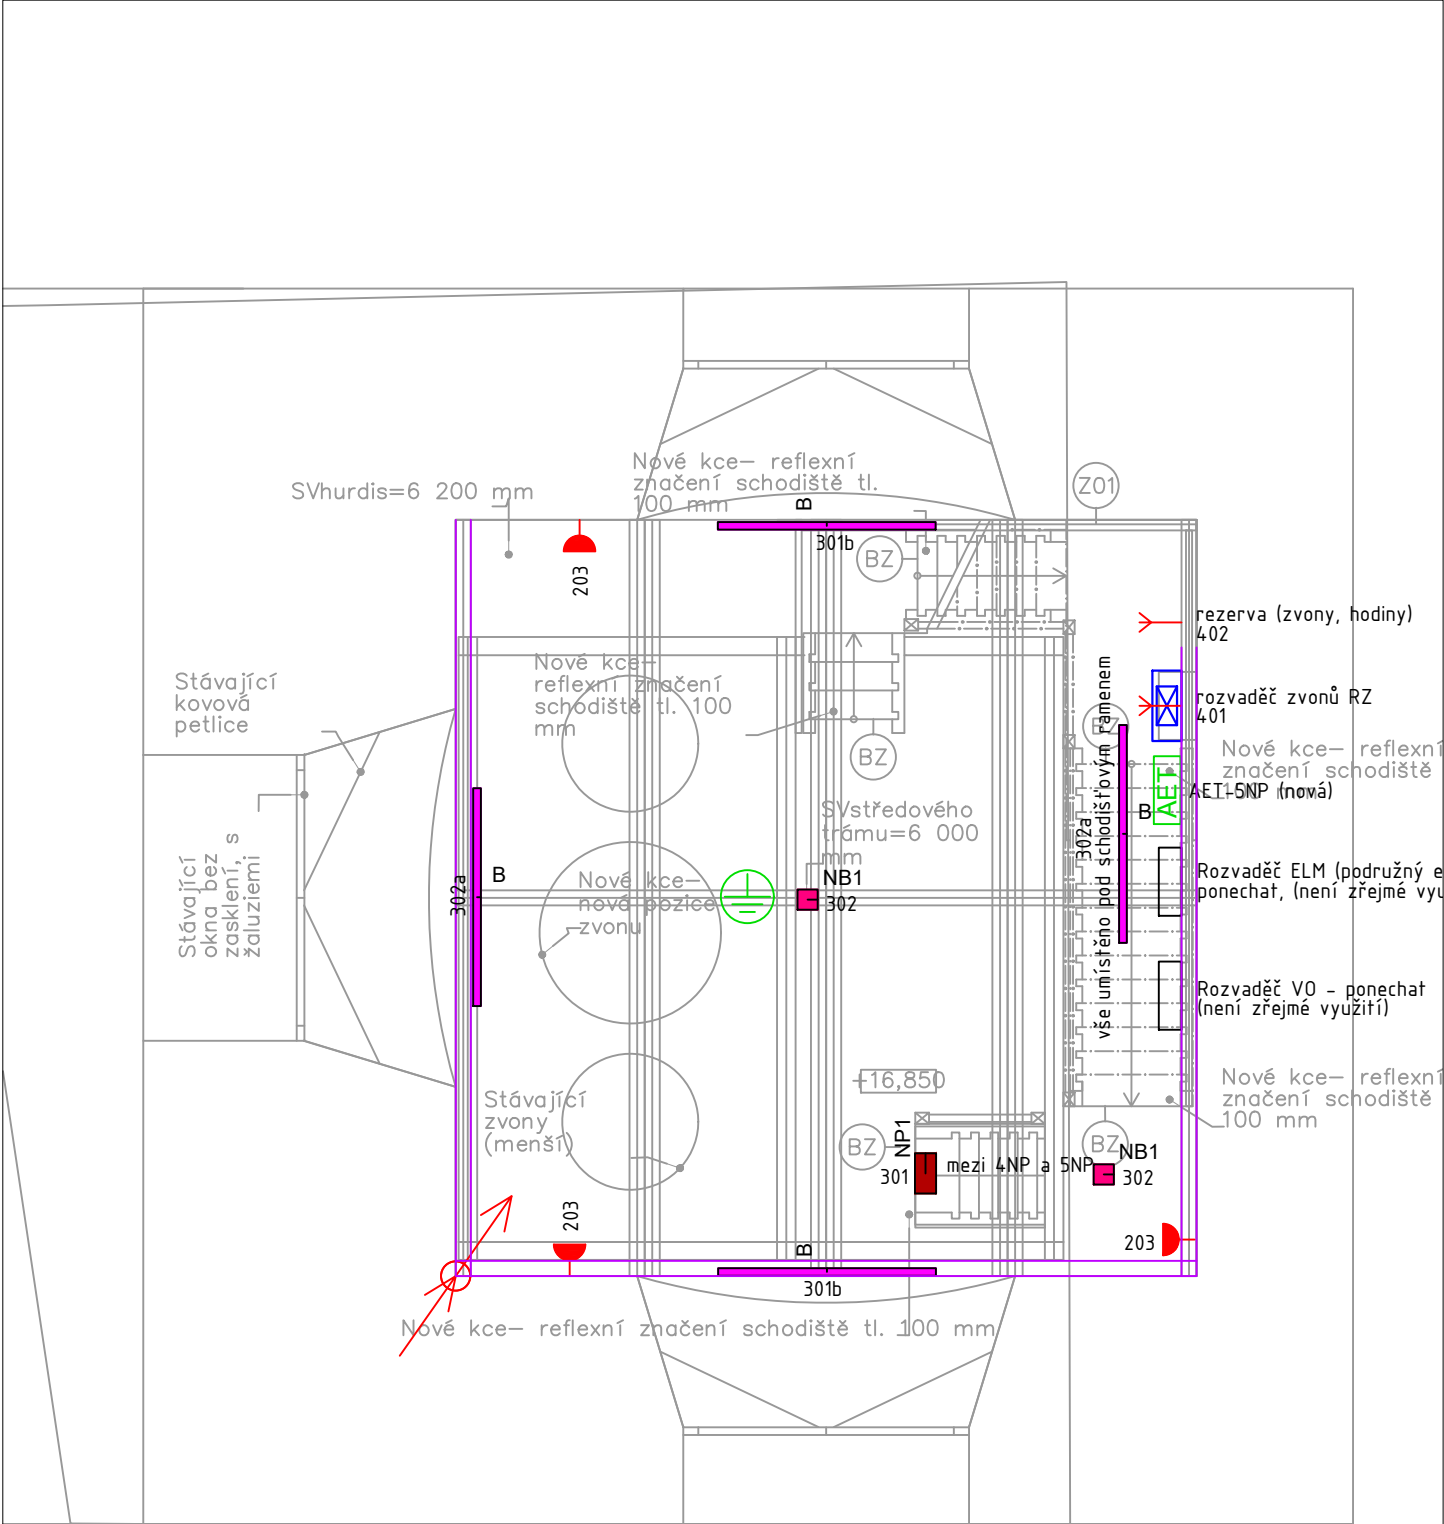 Nové kce– reflexní
značení schodiště tl.
100 mm
SVhurdis=6 200 mm
Z01
B
301b
BZ
203
rezerva (zvony, hodiny)
402
Nové kce–
reflexní značení
schodiště tl. 100
mm
Stávající
kovová
petlice
rozvaděč zvonů RZ
401
BZ
BZ
Nové kce– reflexní
značení schodiště
100 mm
AET
AET-5NP (nová)
vše umístěno pod schodišťovým ramenem
302a
B
SVstředového
trámu=6 000
mm
Stávající
okna bez
zasklení, s
žaluziemi
302a
B
Nové kce–
nová pozice
zvonu
NB1
302
Rozvaděč ELM (podružný e
ponechat, (není zřejmé vyu
Rozvaděč VO - ponechat
(není zřejmé využití)
+16,850
Stávající
zvony
(menší)
Nové kce– reflexní
značení schodiště
100 mm
BZ
NP1
301
mezi 4NP a 5NP
BZ
NB1
302
203
203
B
301b
Nové kce– reflexní značení schodiště tl. 100 mm